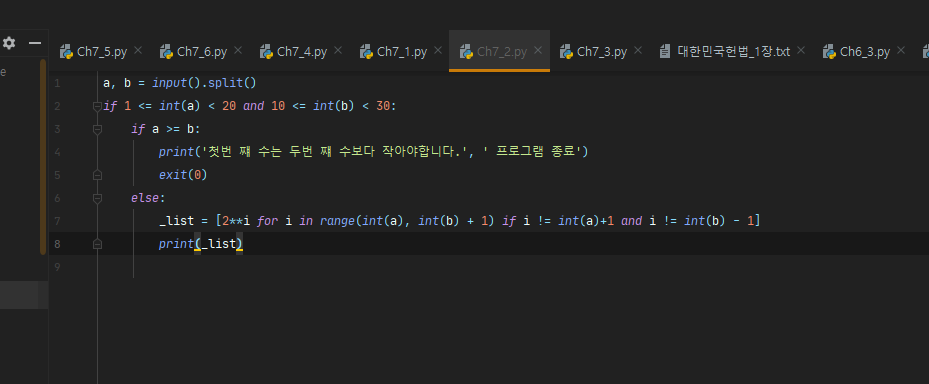 Ch7_5.py Ch7_6.py Ch7_4.py Ch7_1.py Ch7_2.py Ch7_3.py 대한민국헌법_1장.txt Ch6_3.py
e
1 a, b = input().split()
2 if 1 <= int(a) < 20 and 10 <= int(b) < 30:
3 if a >= b:
4 print('첫번 쨰 수는 두번 쨰 수보다 작아야합니다.', ' 프로그램 종료')
5 exit(0)
6 else:
7 _list = [2**i for i in range(int(a), int(b) + 1) if i != int(a)+1 and i != int(b) - 1]
8 print(_list)
9